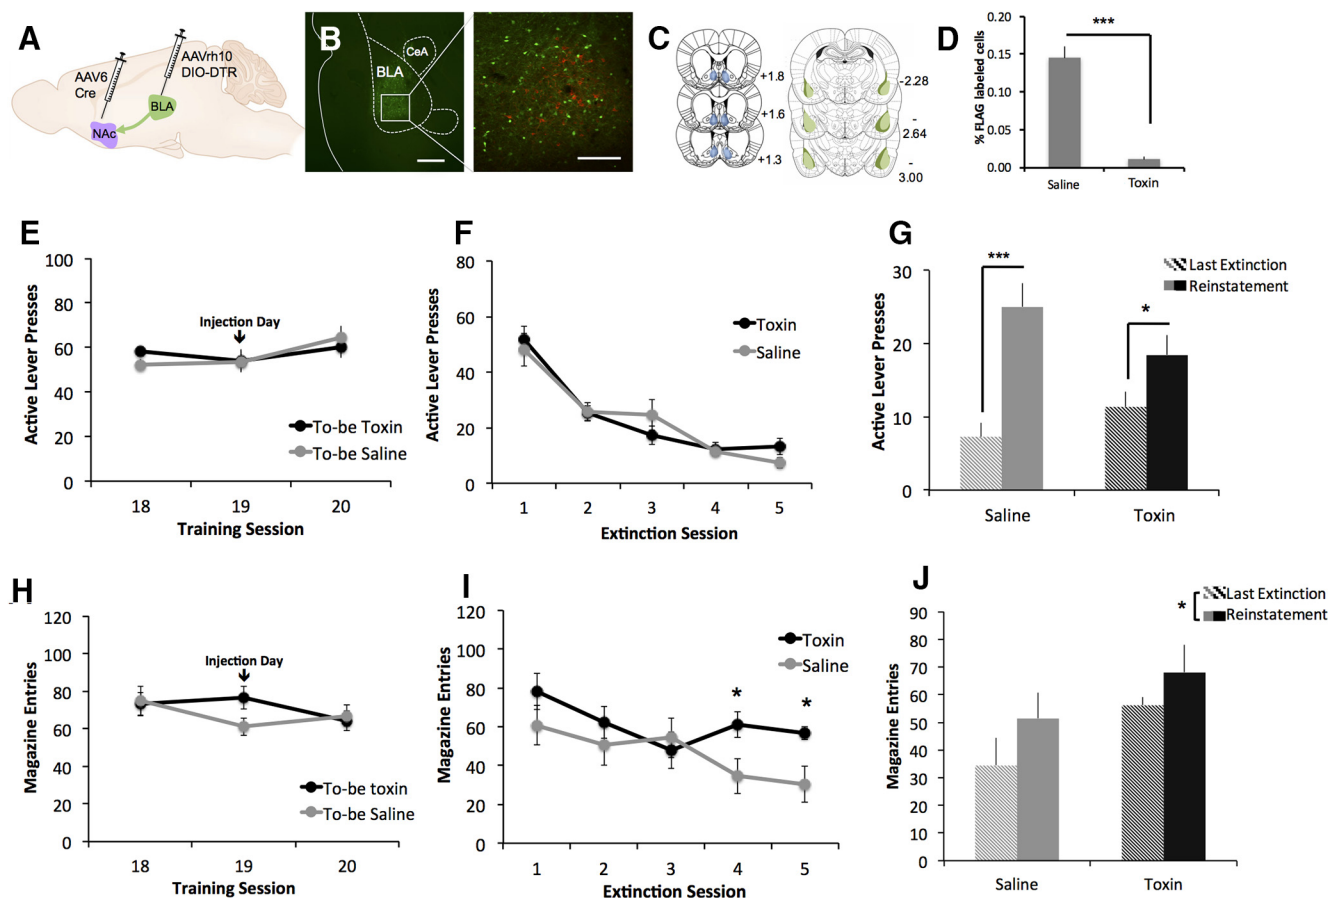 A
AAV6
Cre
AAVrh10
DIO-DTR
BLA
NAc
B
CeA
BLA
C
+1.8
+1.6
+1.3
-2.28
-
2.64
-
3.00
D
% FLAG labeled cells
0.20
0.15
0.10
0.05
0.00
***
Saline
Toxin
E
Active Lever Presses
100
80
60
40
20
0
Injection Day
To-be Toxin
To-be Saline
18
19
20
Training Session
F
Active Lever Presses
80
60
40
20
0
Toxin
Saline
1
2
3
4
5
Extinction Session
G
Active Lever Presses
30
20
10
0
***
*
Last Extinction
Reinstatement
Saline
Toxin
H
Magazine Entries
120
100
80
60
40
20
0
Injection Day
To-be toxin
To-be Saline
18
19
20
Training Session
I
Magazine Entries
120
100
80
60
40
20
0
Toxin
Saline
*
*
1
2
3
4
5
Extinction Session
J
Magazine Entries
90
80
70
60
50
40
30
20
10
0
*
Last Extinction
Reinstatement
Saline
Toxin